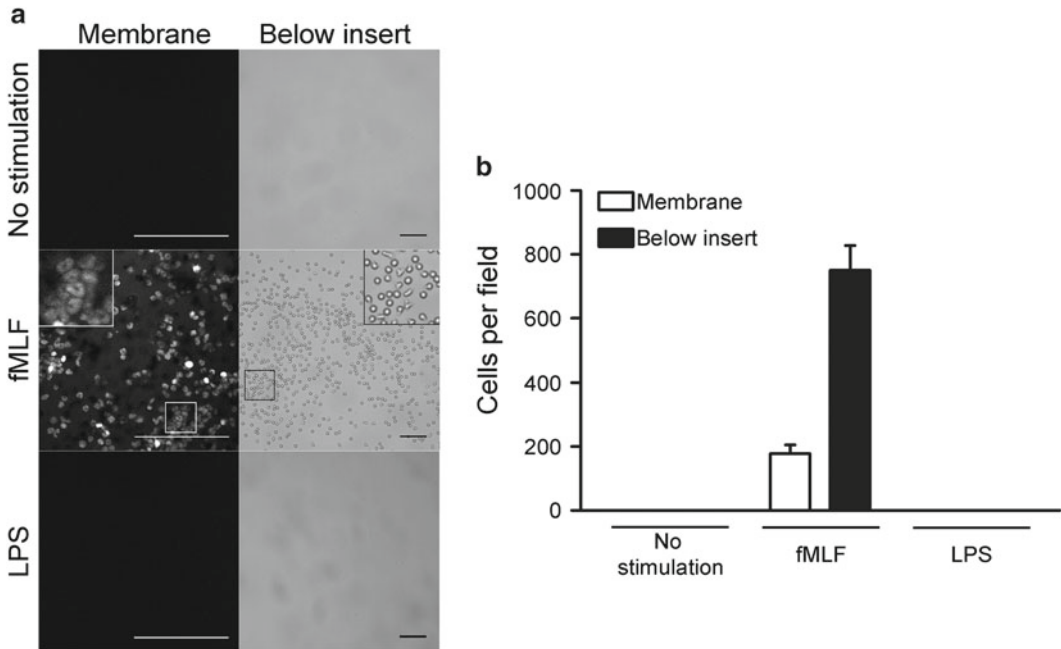 a
Membrane
Below insert
No stimulation
fMLF
LPS
b
Cells per field
1000
800
600
400
200
0
Membrane
Below insert
No
stimulation
fMLF
LPS